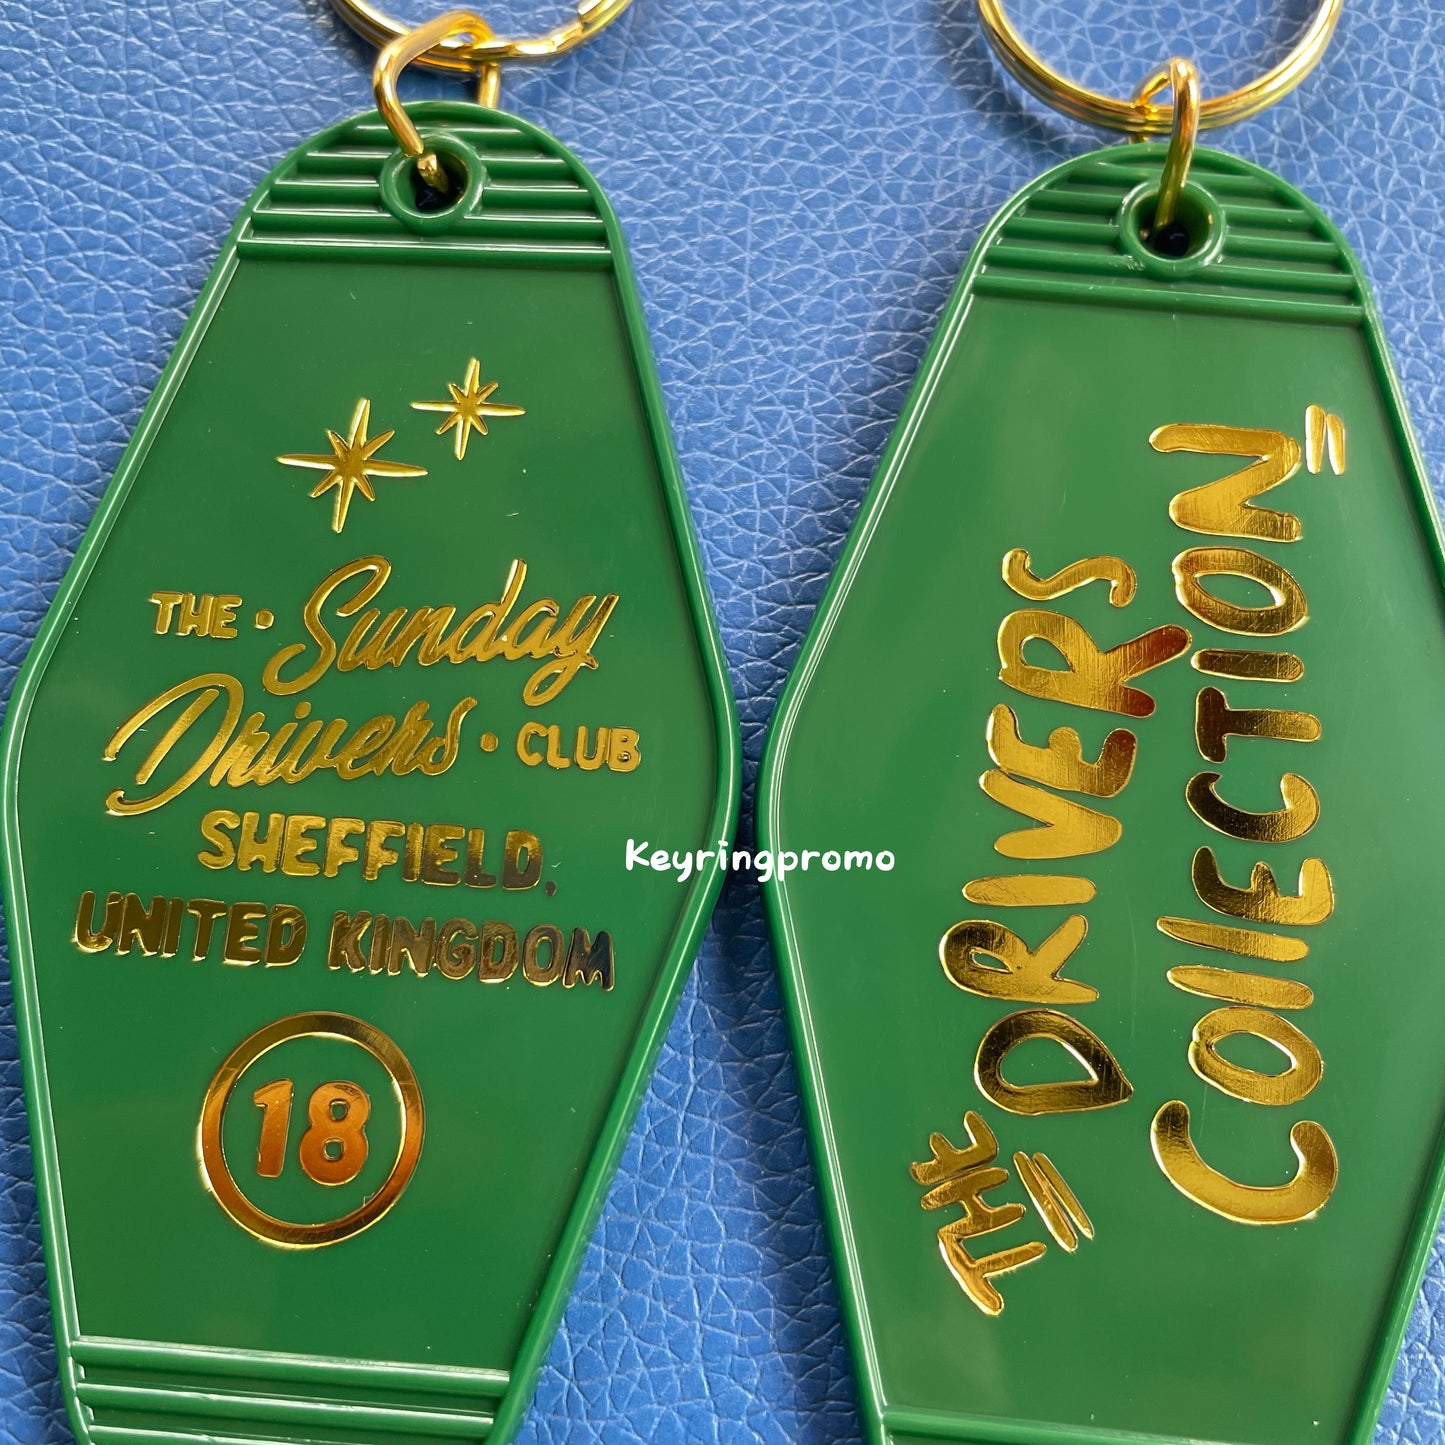 THE • Sunday
Drivers • CLUB
SHEFFIELD,
UNITED KINGDOM
18
THE DRIVERS
COllECTION
Keyringpromo